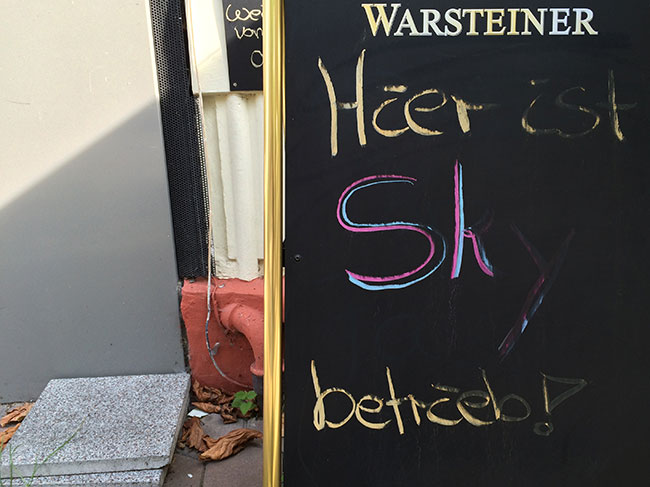 WARSTEINER
Hier ist
Sky
betrieb!